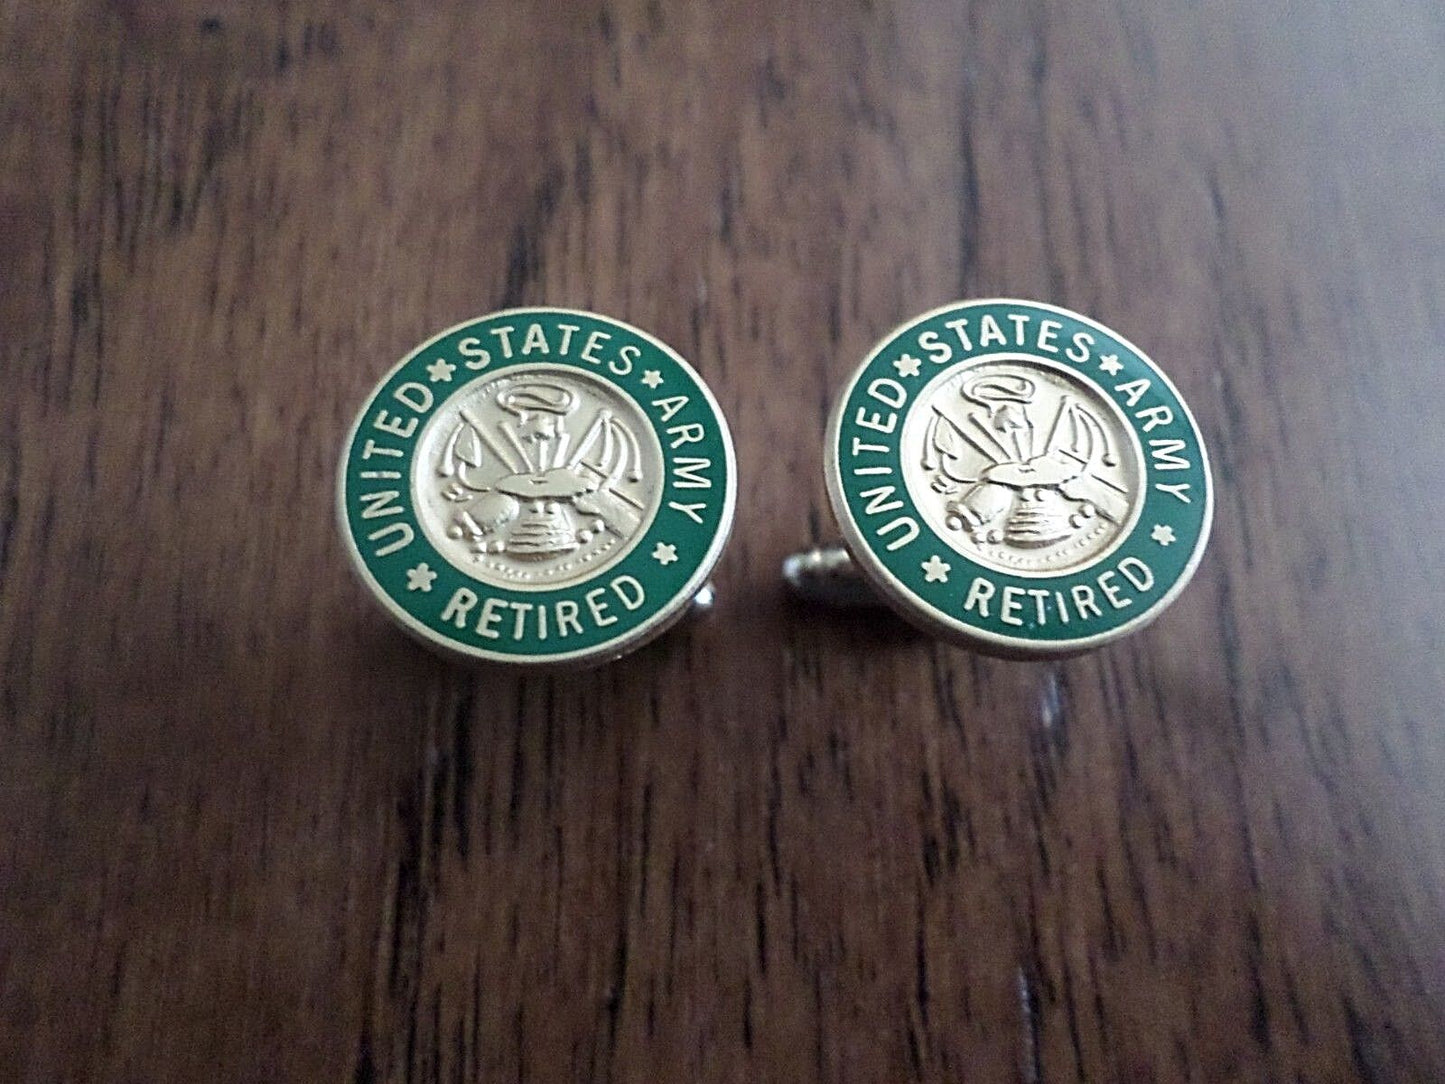 UNITED ★ STATES ★ ARMY ★ RETIRED ★
UNITED ★ STATES ★ ARMY ★ RETIRED ★